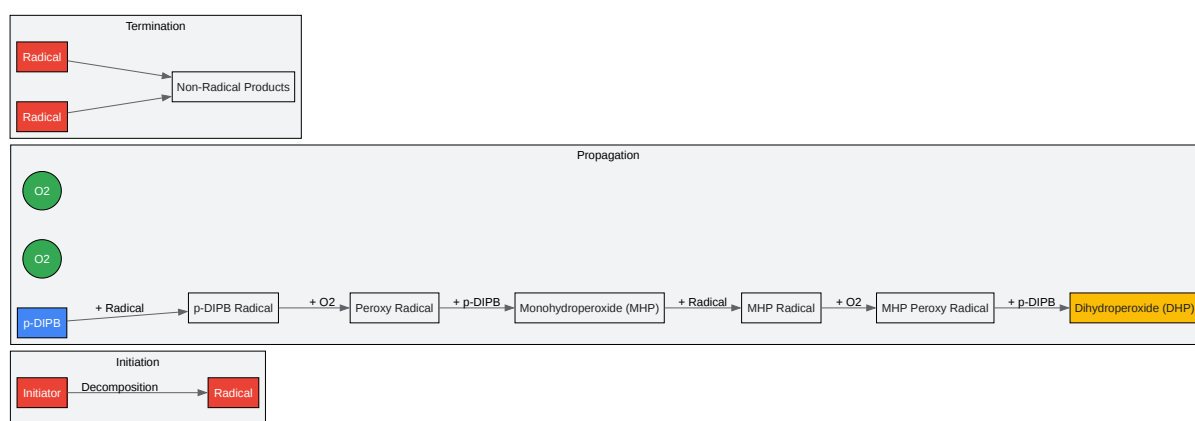 Termination
Radical
Non-Radical Products
Radical
Propagation
O2
O2
p-DIPB
+ Radical
p-DIPB Radical
+ O2
Peroxy Radical
+ p-DIPB
Monohydroperoxide (MHP)
+ Radical
MHP Radical
+ O2
MHP Peroxy Radical
+ p-DIPB
Dihydroperoxide (DHP)
Initiation
Initiator
Decomposition
Radical